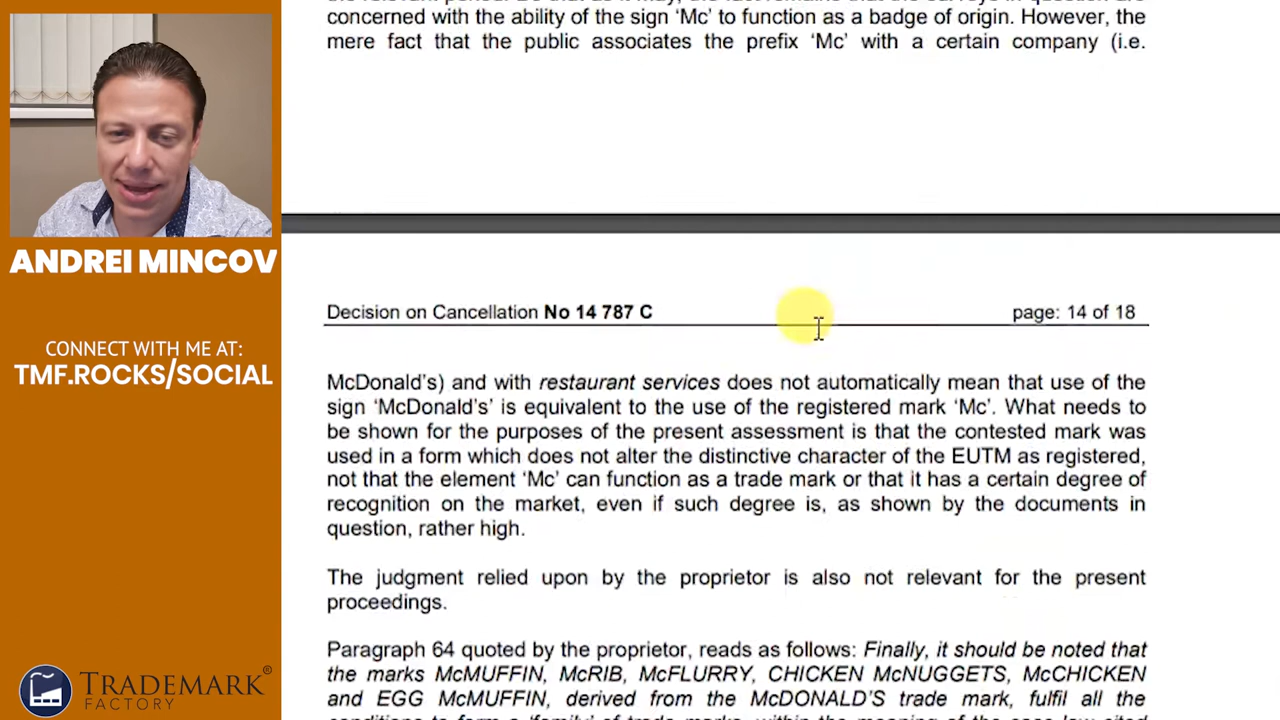 concerned with the ability of the sign ‘Mc’ to function as a badge of origin. However, the
mere fact that the public associates the prefix ‘Mc’ with a certain company (i.e.
Decision on Cancellation No 14 787 C page: 14 of 18
McDonald’s) and with restaurant services does not automatically mean that use of the
sign ‘McDonald’s’ is equivalent to the use of the registered mark ‘Mc’. What needs to
be shown for the purposes of the present assessment is that the contested mark was
used in a form which does not alter the distinctive character of the EUTM as registered,
not that the element ‘Mc’ can function as a trade mark or that it has a certain degree of
recognition on the market, even if such degree is, as shown by the documents in
question, rather high.
The judgment relied upon by the proprietor is also not relevant for the present
proceedings.
Paragraph 64 quoted by the proprietor, reads as follows: Finally, it should be noted that
the marks McMUFFIN, McRIB, McFLURRY, CHICKEN McNUGGETS, McCHICKEN
and EGG McMUFFIN, derived from the McDONALD’S trade mark, fulfil all the
ANDREI MINCOV
CONNECT WITH ME AT:
TMF.ROCKS/SOCIAL
TRADEMARK®
FACTORY